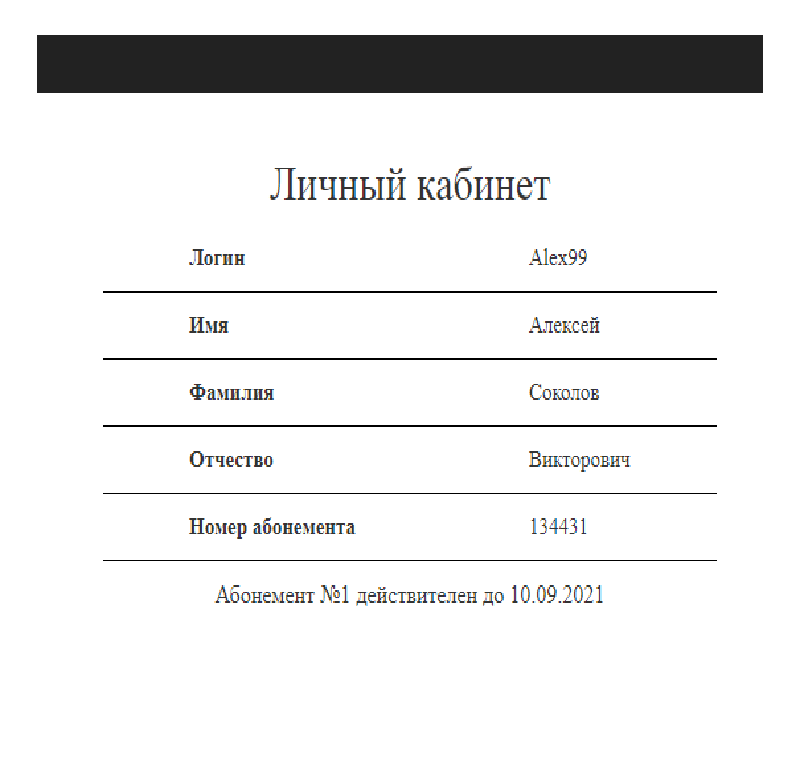 Личный кабинет
Логин Alex99
Имя Алексей
Фамилия Соколов
Отчество Викторович
Номер абонемента 134431
Абонемент №1 действителен до 10.09.2021